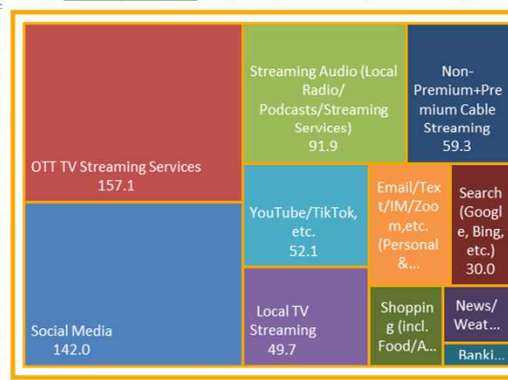 OTT TV Streaming Services
157.1
Social Media
142.0
Streaming Audio (Local
Radio/
Podcasts/Streaming
Services)
91.9
Non-
Premium+Pre
mium Cable
Streaming
59.3
YouTube/TikTok,
etc.
52.1
Local TV
Streaming
49.7
Email/Tex
t/IM/Zoo
m,etc.
(Personal
&...
Search
(Googl
e, Bing,
etc.)
30.0
Shoppin
g (incl.
Food/A...
News/
Weat...
Banki...